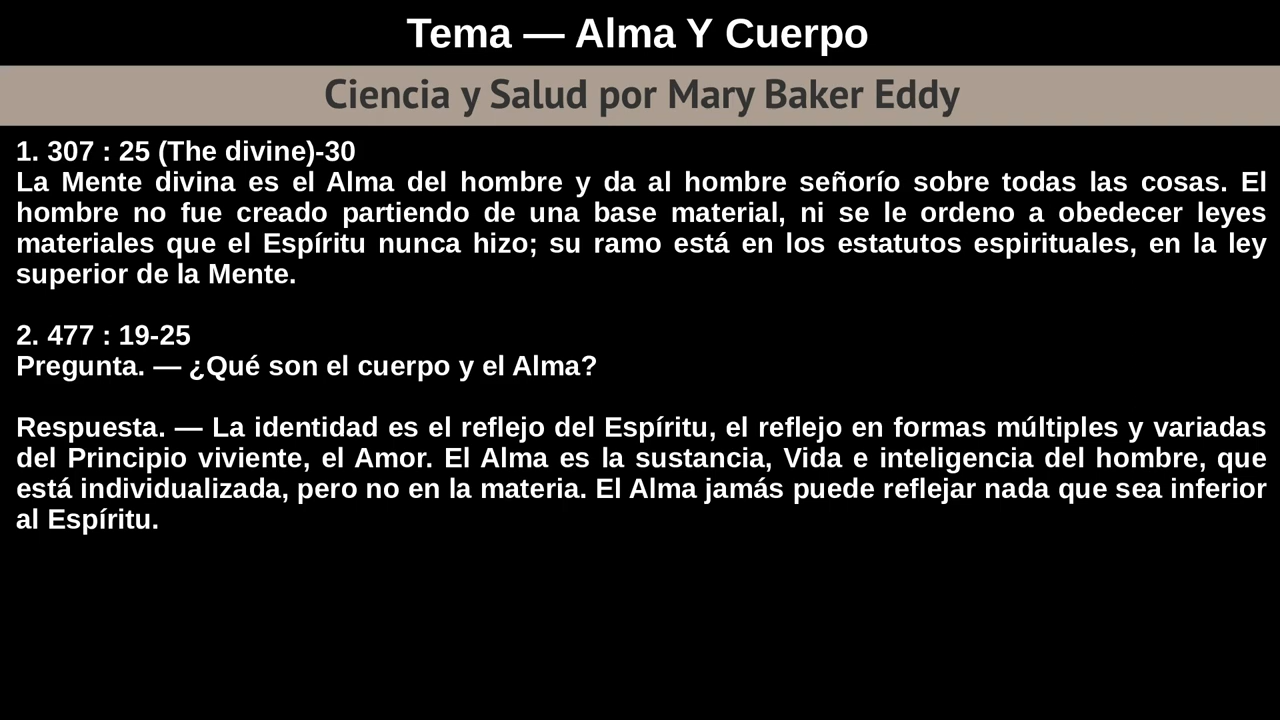 Tema — Alma Y Cuerpo
Ciencia y Salud por Mary Baker Eddy
1. 307 : 25 (The divine)-30
La Mente divina es el Alma del hombre y da al hombre señorío sobre todas las cosas. El
hombre no fue creado partiendo de una base material, ni se le ordeno a obedecer leyes
materiales que el Espíritu nunca hizo; su ramo está en los estatutos espirituales, en la ley
superior de la Mente.
2. 477 : 19-25
Pregunta. — ¿Qué son el cuerpo y el Alma?
Respuesta. — La identidad es el reflejo del Espíritu, el reflejo en formas múltiples y variadas
del Principio viviente, el Amor. El Alma es la sustancia, Vida e inteligencia del hombre, que
está individualizada, pero no en la materia. El Alma jamás puede reflejar nada que sea inferior
al Espíritu.